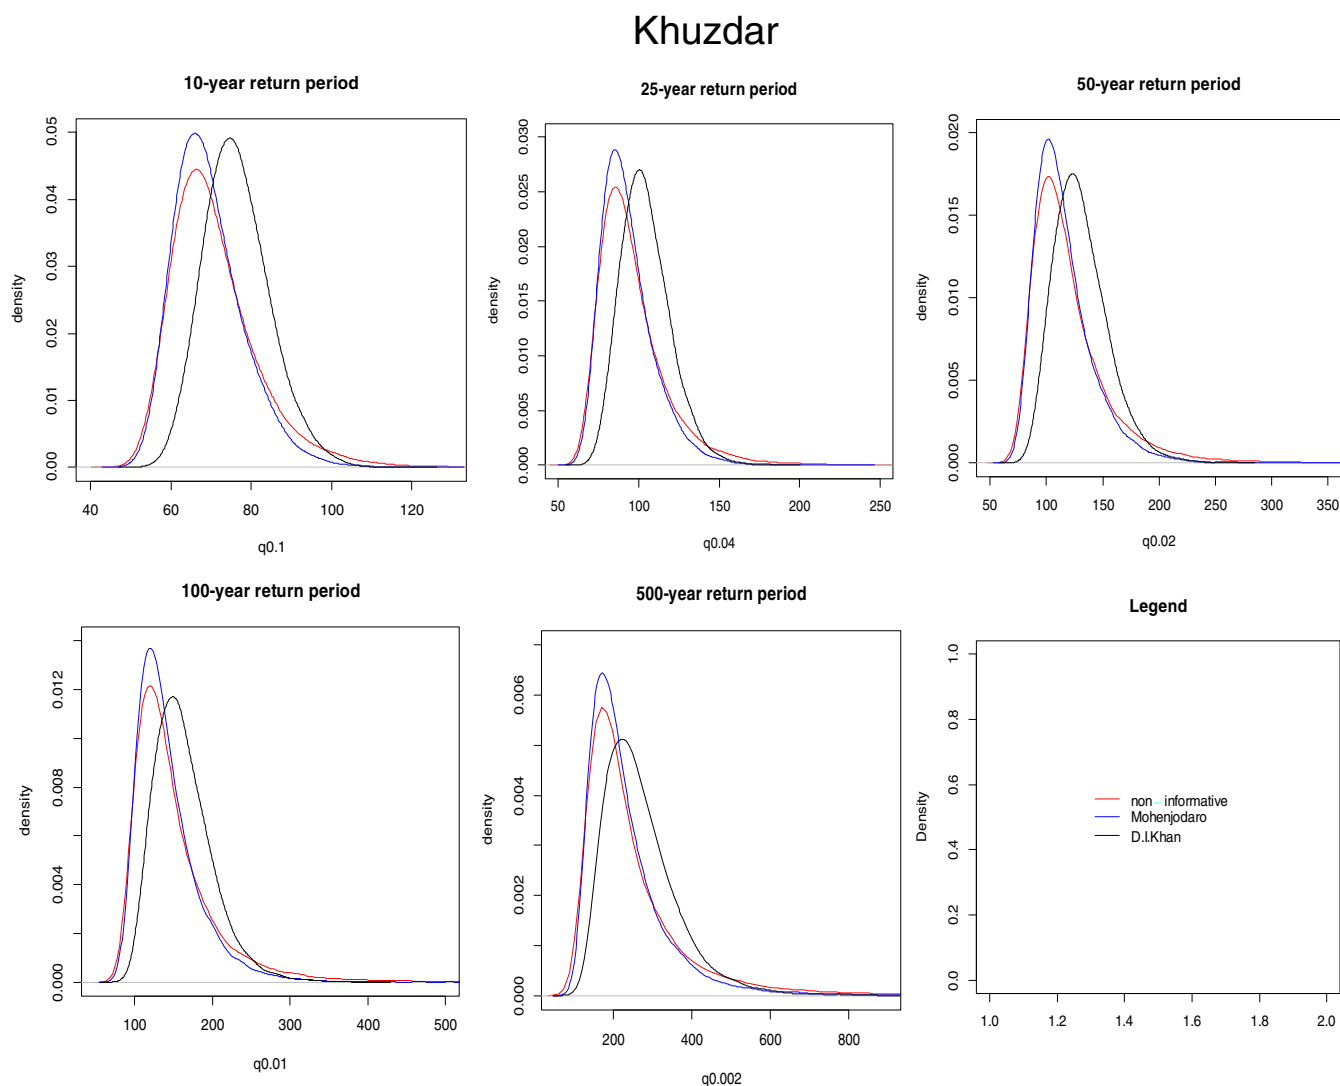 Khuzdar
10-year return period
density
0.00 0.01 0.02 0.03 0.04 0.05
40 60 80 100 120
q0.1
25-year return period
density
0.000 0.005 0.010 0.015 0.020 0.025 0.030
50 100 150 200 250
q0.04
50-year return period
density
0.000 0.005 0.010 0.015 0.020
50 100 150 200 250 300 350
q0.02
100-year return period
density
0.000 0.004 0.008 0.012
100 200 300 400 500
q0.01
500-year return period
density
0.000 0.002 0.004 0.006
200 400 600 800
q0.002
Legend
Density
0.0 0.2 0.4 0.6 0.8 1.0
non – informative
Mohenjodaro
D.I.Khan
1.0 1.2 1.4 1.6 1.8 2.0